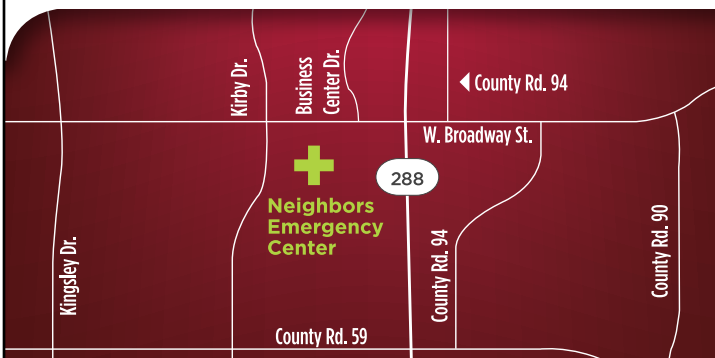 Kirby Dr.
Business
Center Dr.
County Rd. 94
W. Broadway St.
288
Neighbors
Emergency
Center
Kingsley Dr.
County Rd. 94
County Rd. 90
County Rd. 59